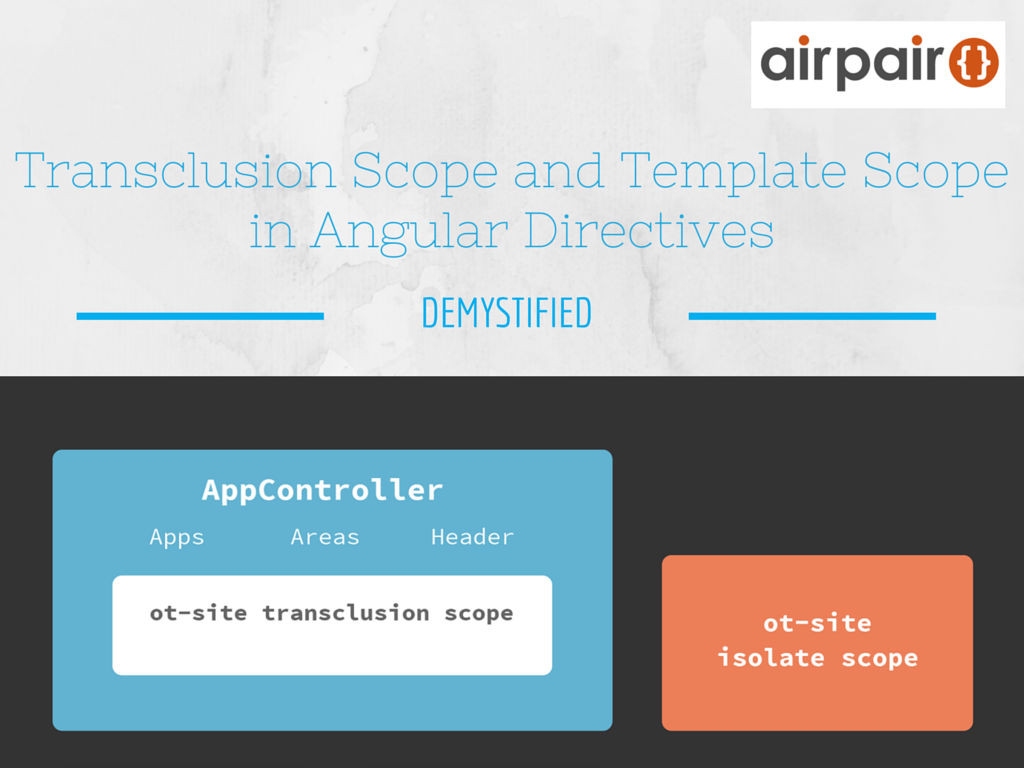 airpair{}
Transclusion Scope and Template Scope
in Angular Directives
DEMYSTIFIED
AppController
Apps Areas Header
ot-site transclusion scope
ot-site
isolate scope